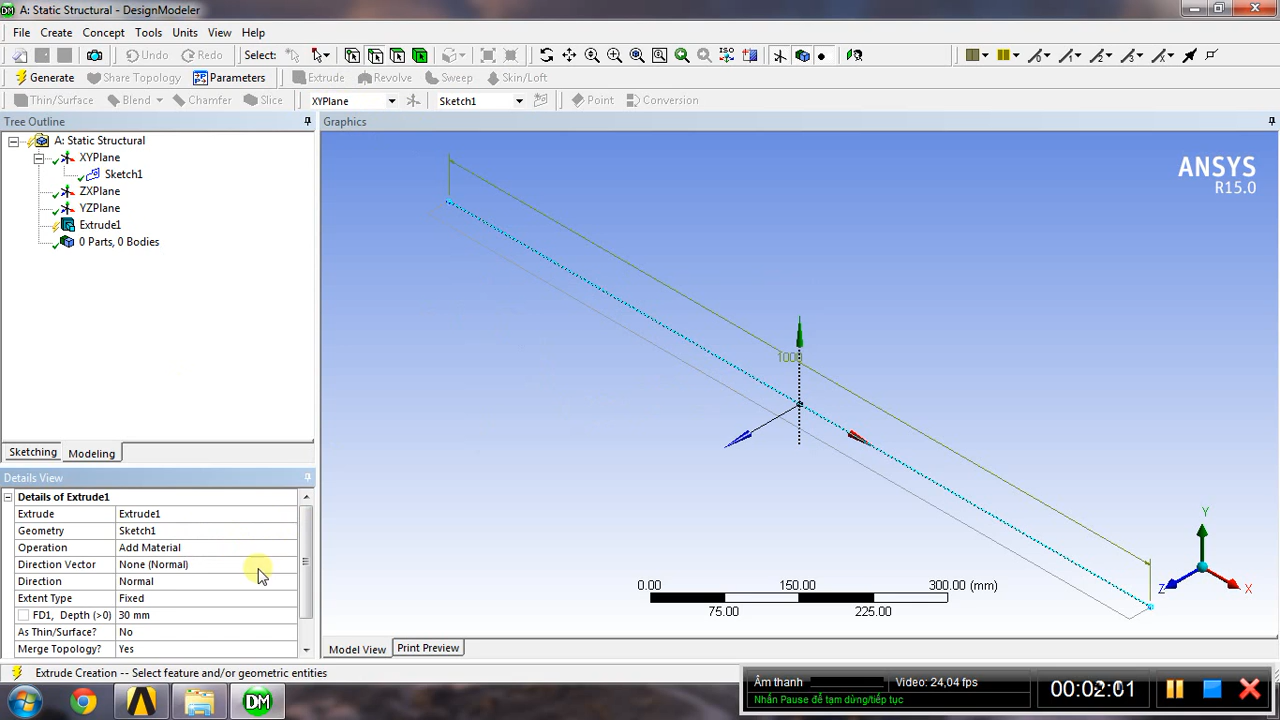 A: Static Structural - DesignModeler
File Create Concept Tools Units View Help
Undo Redo Select: ISO
Generate Share Topology Parameters Extrude Revolve Sweep Skin/Loft
Thin/Surface Blend Chamfer Slice XYPlane Sketch1 Point Conversion
Tree Outline
A: Static Structural
XYPlane
Sketch1
ZXPlane
YZPlane
Extrude1
0 Parts, 0 Bodies
Sketching Modeling
Details View
Details of Extrude1
Extrude Extrude1
Geometry Sketch1
Operation Add Material
Direction Vector None (Normal)
Direction Normal
Extent Type Fixed
FD1, Depth (>0) 30 mm
As Thin/Surface? No
Merge Topology? Yes
Graphics
ANSYS
R15.0
1000
Y
Z
X
0.00 150.00 300.00 (mm)
75.00 225.00
Model View Print Preview
Extrude Creation -- Select feature and/or geometric entities
DM
Âm thanh Video: 24,04 fps
Nhấn Pause để tạm dừng/tiếp tục
00:02:01